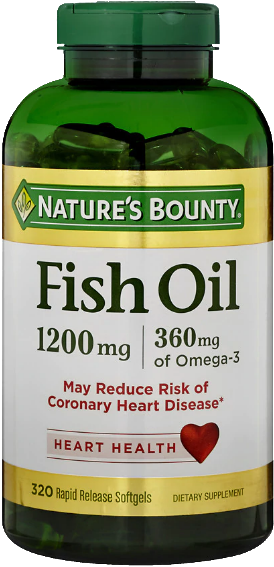 NATURE'S BOUNTY®
Fish Oil
1200 mg | 360 mg
of Omega-3
May Reduce Risk of
Coronary Heart Disease*
HEART HEALTH
320 Rapid Release Softgels DIETARY SUPPLEMENT